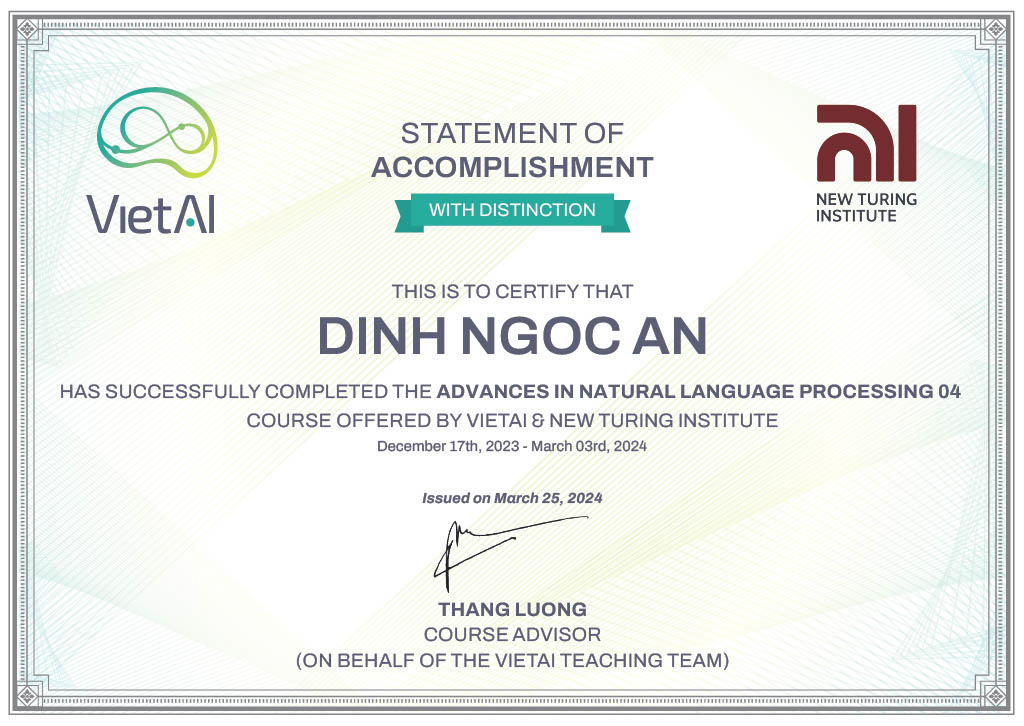 VietAI
STATEMENT OF
ACCOMPLISHMENT
WITH DISTINCTION
NEW TURING
INSTITUTE
THIS IS TO CERTIFY THAT
DINH NGOC AN
HAS SUCCESSFULLY COMPLETED THE ADVANCES IN NATURAL LANGUAGE PROCESSING 04
COURSE OFFERED BY VIETAI & NEW TURING INSTITUTE
December 17th, 2023 - March 03rd, 2024
Issued on March 25, 2024
THANG LUONG
COURSE ADVISOR
(ON BEHALF OF THE VIETAI TEACHING TEAM)